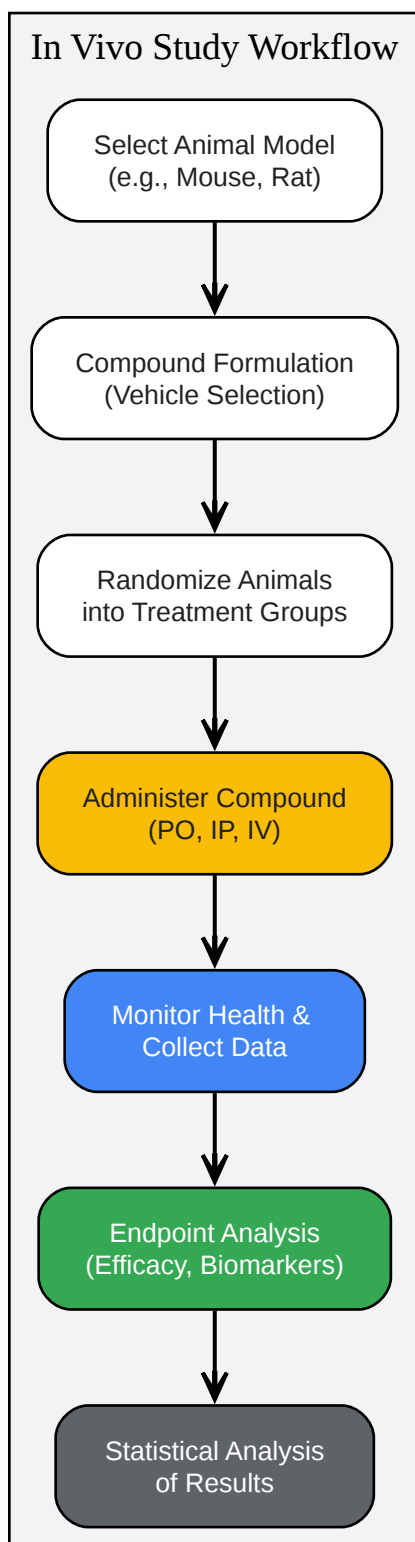 In Vivo Study Workflow
Select Animal Model
(e.g., Mouse, Rat)
Compound Formulation
(Vehicle Selection)
Randomize Animals
into Treatment Groups
Administer Compound
(PO, IP, IV)
Monitor Health &
Collect Data
Endpoint Analysis
(Efficacy, Biomarkers)
Statistical Analysis
of Results